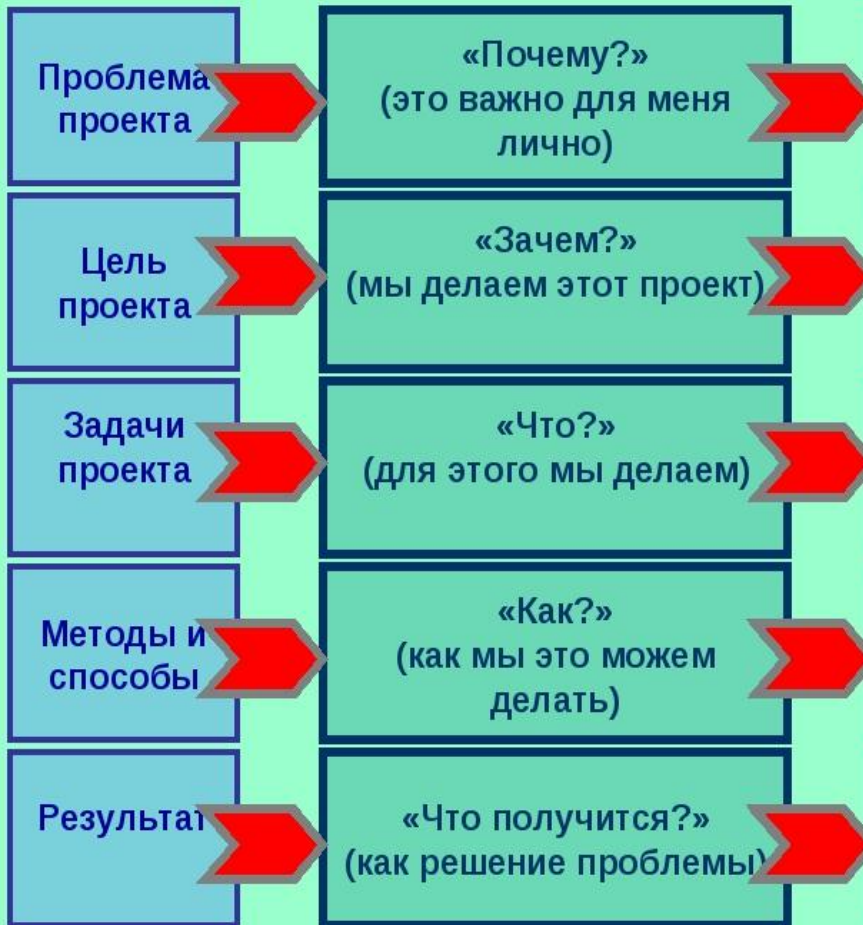 Проблема
проекта
«Почему?»
(это важно для меня
лично)
Цель
проекта
«Зачем?»
(мы делаем этот проект)
Задачи
проекта
«Что?»
(для этого мы делаем)
Методы и
способы
«Как?»
(как мы это можем
делать)
Результат
«Что получится?»
(как решение проблемы)